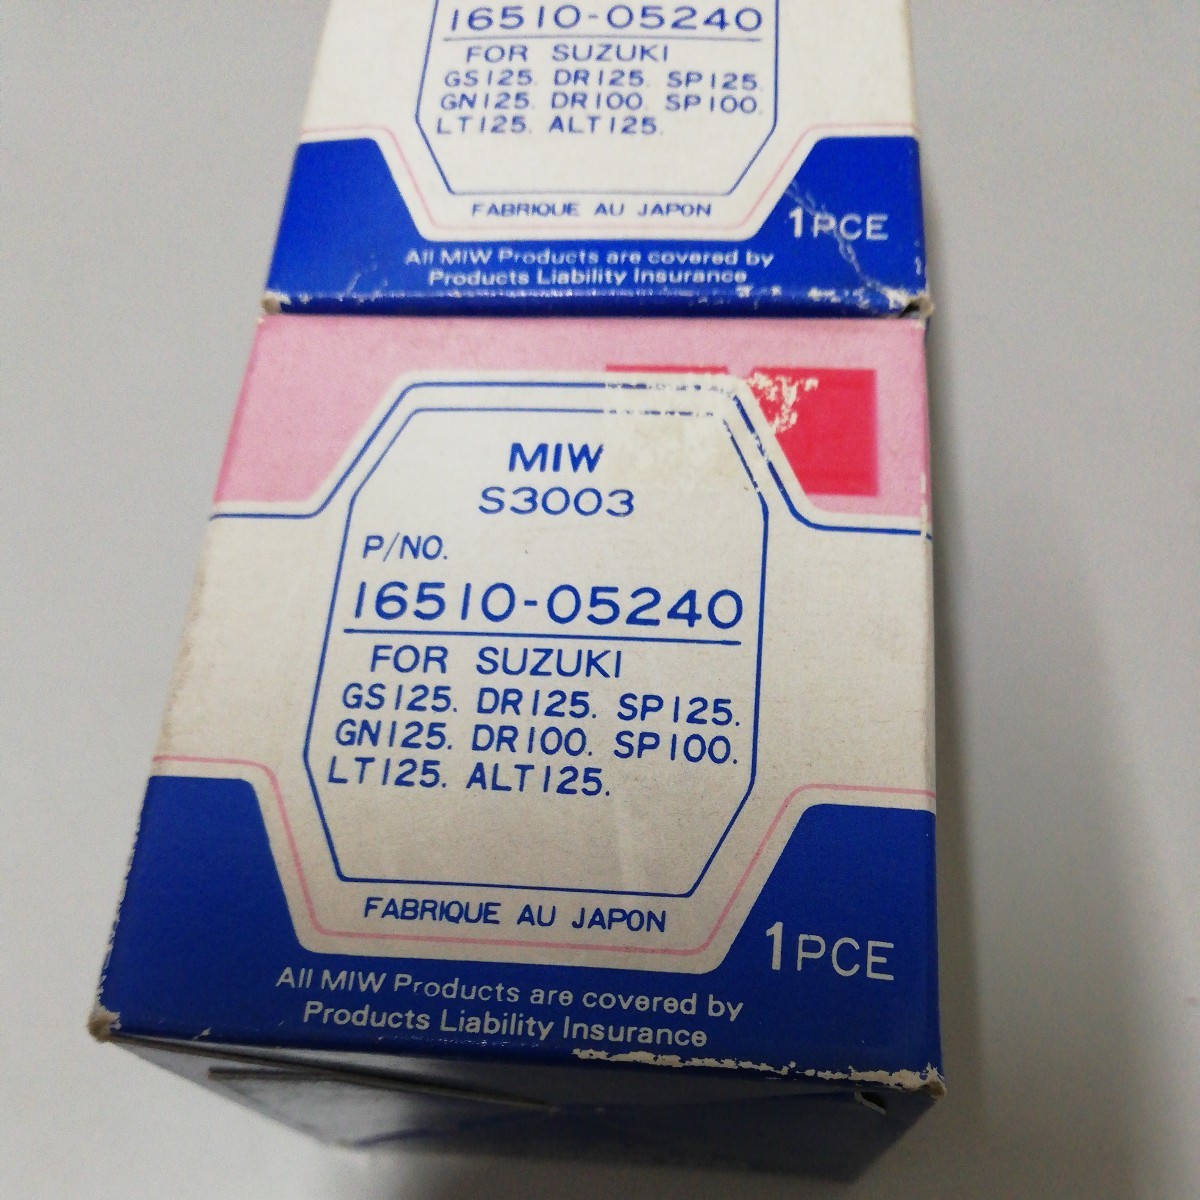 16510-05240
FOR SUZUKI
GS125. DR125. SP125.
GN125. DR100. SP100.
LT125. ALT125.
FABRIQUE AU JAPON
1PCE
All MIW Products are covered by
Products Liability Insurance
MIW
S3003
P/NO.
16510-05240
FOR SUZUKI
GS125. DR125. SP125.
GN125. DR100. SP100.
LT125. ALT125.
FABRIQUE AU JAPON
1PCE
All MIW Products are covered by
Products Liability Insurance